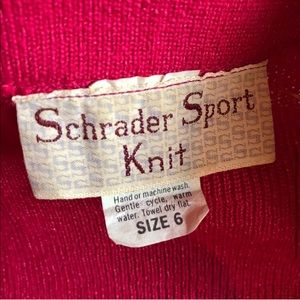 Schrader Sport
Knit
Hand or machine wash.
Gentle cycle, warm
water. Towel dry flat.
SIZE 6